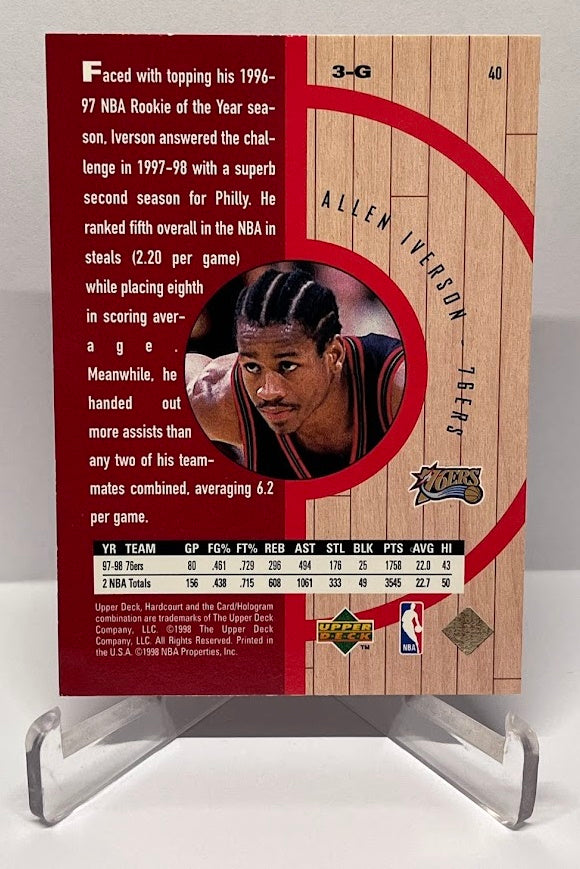 Faced with topping his 1996-
97 NBA Rookie of the Year sea-
son, Iverson answered the chal-
lenge in 1997-98 with a superb
second season for Philly. He
ranked fifth overall in the NBA in
steals (2.20 per game)
while placing eighth
in scoring aver-
age.
Meanwhile, he
handed out
more assists than
any two of his team-
mates combined, averaging 6.2
per game.
3-G
40
ALLEN IVERSON - 76ERS
76ERS
YR TEAM GP FG% FT% REB AST STL BLK PTS AVG HI
97-98 76ers 80 .461 .729 296 494 176 25 1758 22.0 43
2 NBA Totals 156 .438 .715 608 1061 333 49 3545 22.7 50
Upper Deck, Hardcourt and the Card/Hologram
combination are trademarks of The Upper Deck
Company, LLC. ©1998 The Upper Deck
Company, LLC. All Rights Reserved. Printed in
the U.S.A. ©1998 NBA Properties, Inc.
UPPER
DECK
TM
NBA